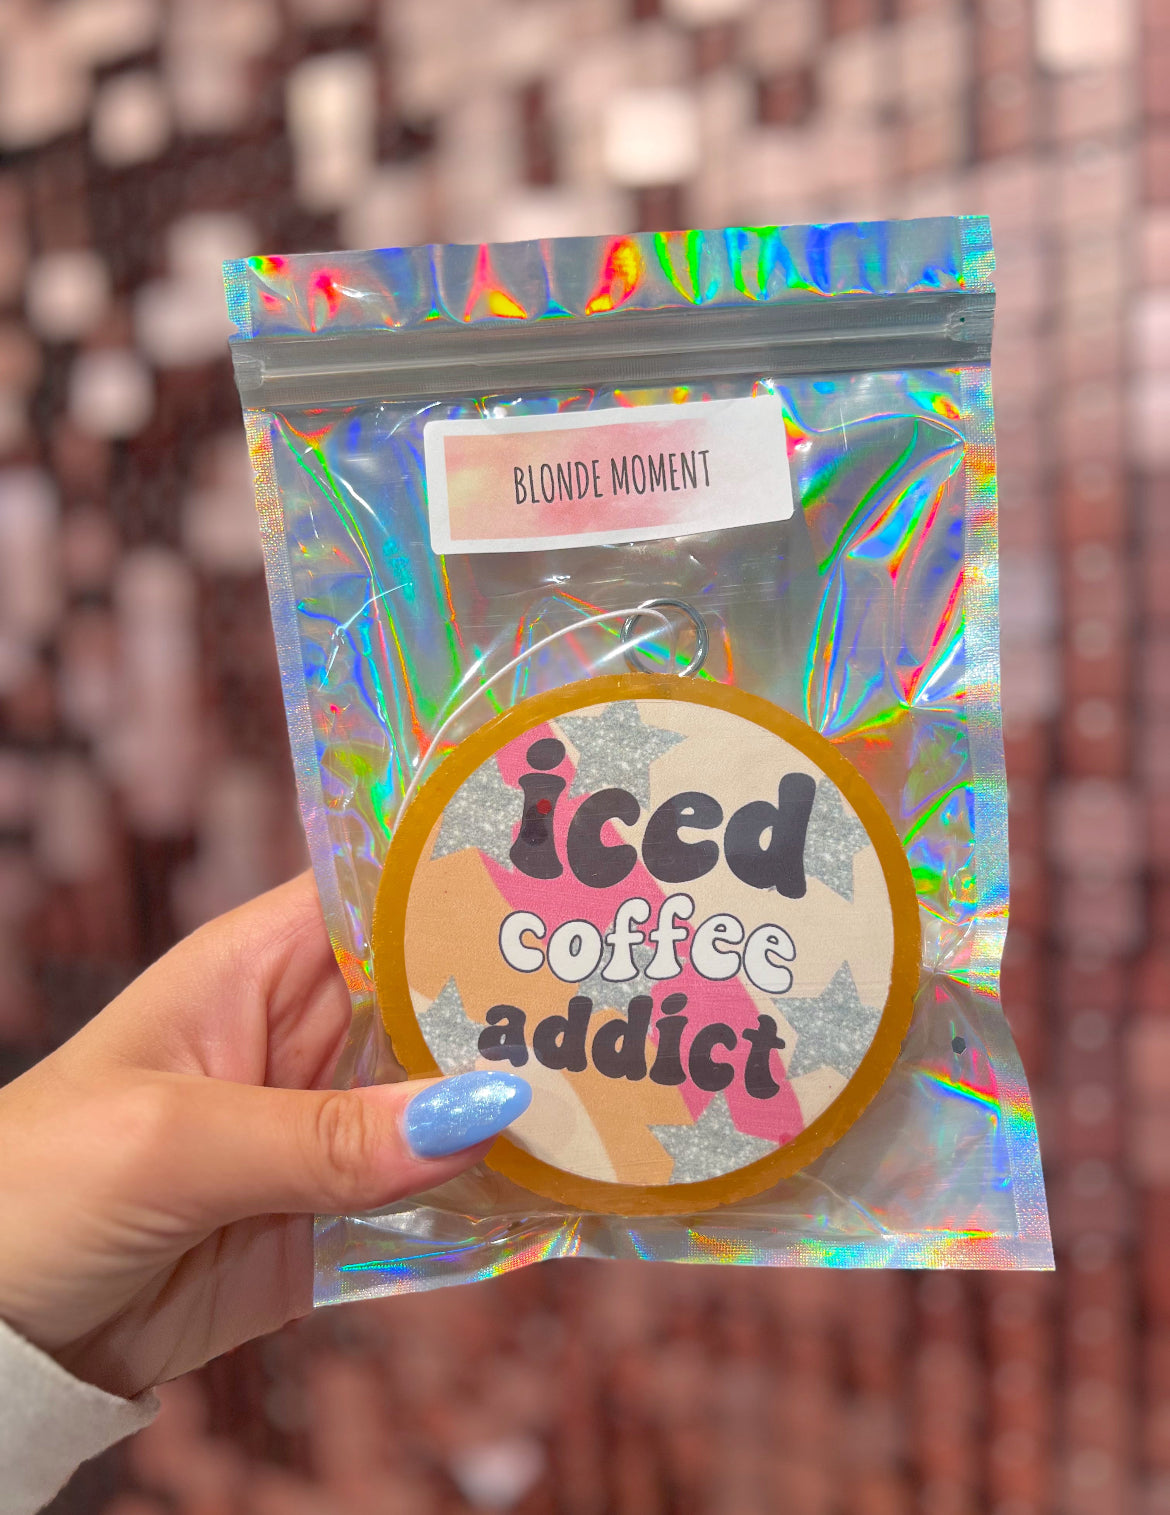 BLONDE MOMENT
iced
coffee
addict